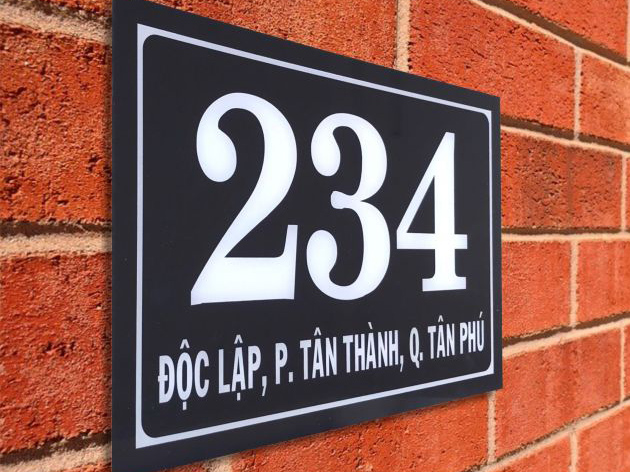 234
ĐỘC LẬP, P. TÂN THÀNH, Q. TÂN PHÚ